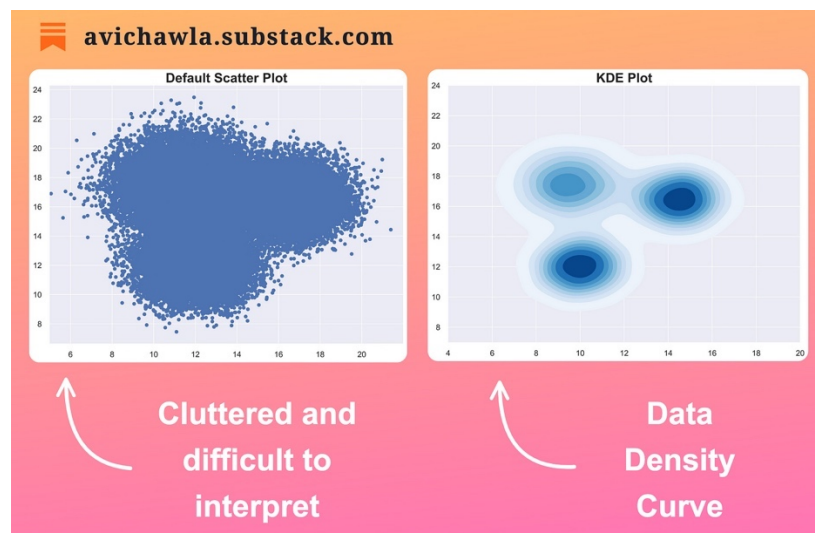 avichawla.substack.com
Default Scatter Plot
24
22
20
18
16
14
12
10
8
6 8 10 12 14 16 18 20
KDE Plot
24
22
20
18
16
14
12
10
8
4 6 8 10 12 14 16 18 20
Cluttered and
difficult to
interpret
Data
Density
Curve